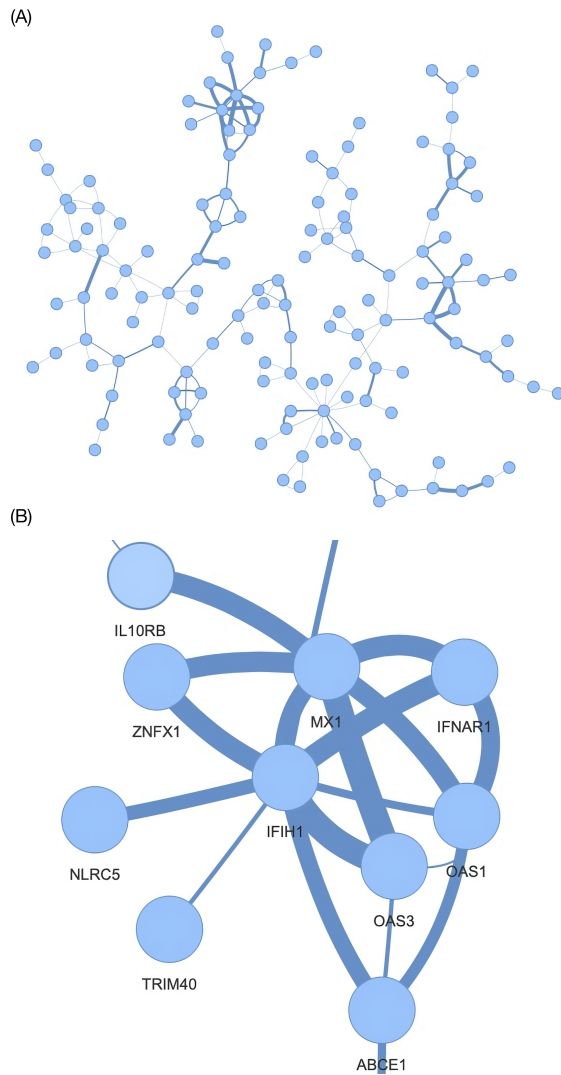 (A)
(B)
IL10RB
ZNFX1
MX1
IFNAR1
IFIH1
NLRC5
OAS1
OAS3
TRIM40
ABCE1